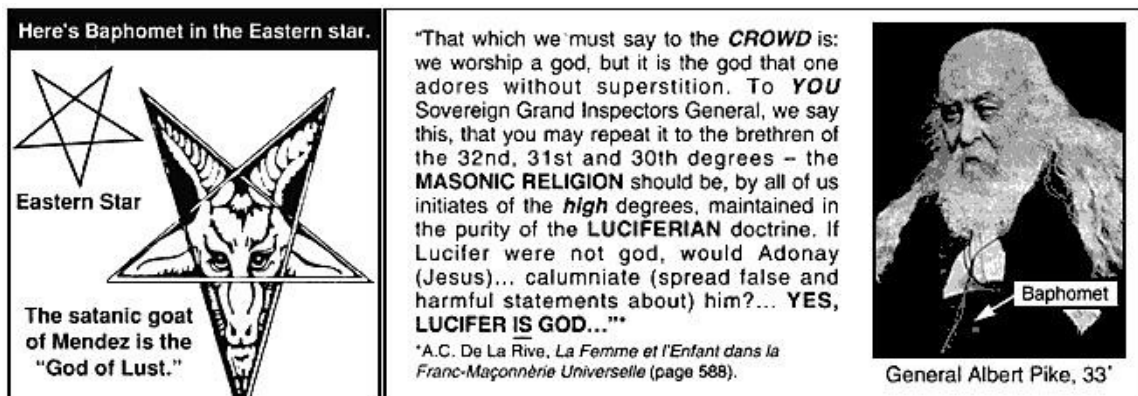 Here's Baphomet in the Eastern star.
Eastern Star
The satanic goat
of Mendez is the
“God of Lust.”
“That which we must say to the CROWD is:
we worship a god, but it is the god that one
adores without superstition. To YOU
Sovereign Grand Inspectors General, we say
this, that you may repeat it to the brethren of
the 32nd, 31st and 30th degrees – the
MASONIC RELIGION should be, by all of us
initiates of the high degrees, maintained in
the purity of the LUCIFERIAN doctrine. If
Lucifer were not god, would Adonay
(Jesus)... calumniate (spread false and
harmful statements about) him?... YES,
LUCIFER IS GOD...”*
*A.C. De La Rive, La Femme et l'Enfant dans la
Franc-Maçonnèrie Universelle (page 588).
Baphomet
General Albert Pike, 33°